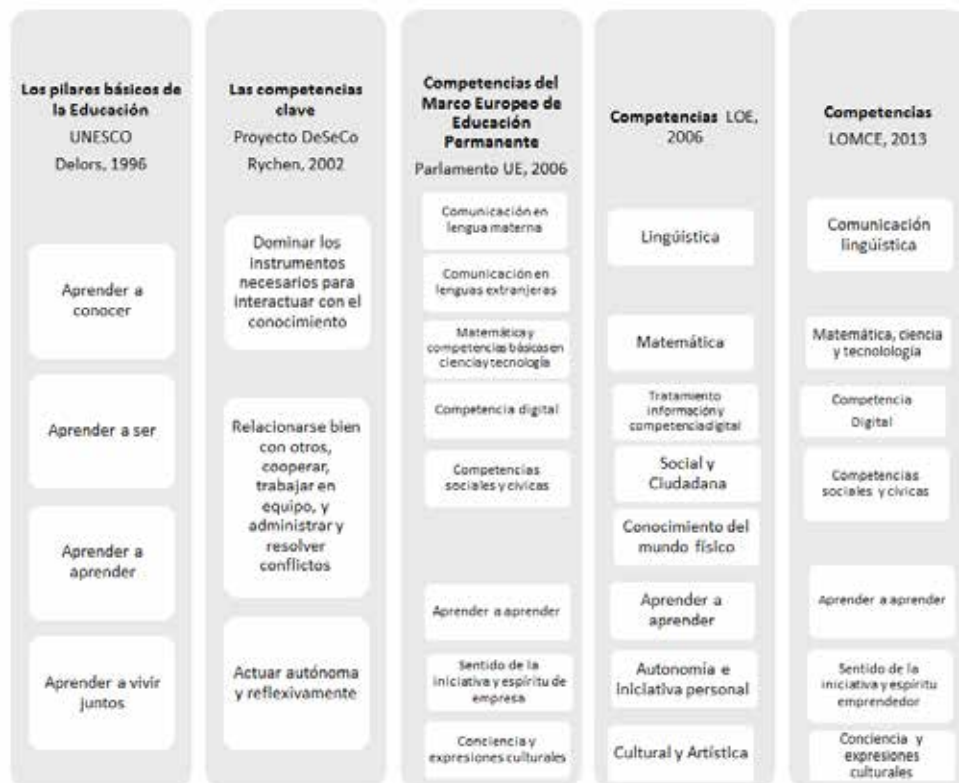 Los pilares básicos de
la Educación
UNESCO
Delors, 1996
Aprender a
conocer
Aprender a ser
Aprender a
aprender
Aprender a vivir
juntos
Las competencias
clave
Proyecto DeSeCo
Rychen, 2002
Dominar los
instrumentos
necesarios para
interactuar con el
conocimiento
Relacionarse bien
con otros,
cooperar,
trabajar en
equipo, y
administrar y
resolver
conflictos
Actuar autónoma
y reflexivamente
Competencias del
Marco Europeo de
Educación
Permanente
Parlamento UE, 2006
Comunicación en
lengua materna
Comunicación en
lenguas extranjeras
Matemática y
competencias básicas en
ciencia y tecnología
Competencia digital
Competencias
sociales y cívicas
Aprender a aprender
Sentido de la
iniciativa y espíritu de
empresa
Conciencia y
expresiones culturales
Competencias LOE,
2006
Lingüística
Matemática
Tratamiento
información y
competencia digital
Social y
Ciudadana
Conocimiento del
mundo físico
Aprender a
aprender
Autonomía e
iniciativa personal
Cultural y Artística
Competencias
LOMCE, 2013
Comunicación
lingüística
Matemática, ciencia
y tecnolología
Competencia
Digital
Competencias
sociales y cívicas
Aprender a aprender
Sentido de la
iniciativa y espíritu
emprendedor
Conciencia y
expresiones
culturales